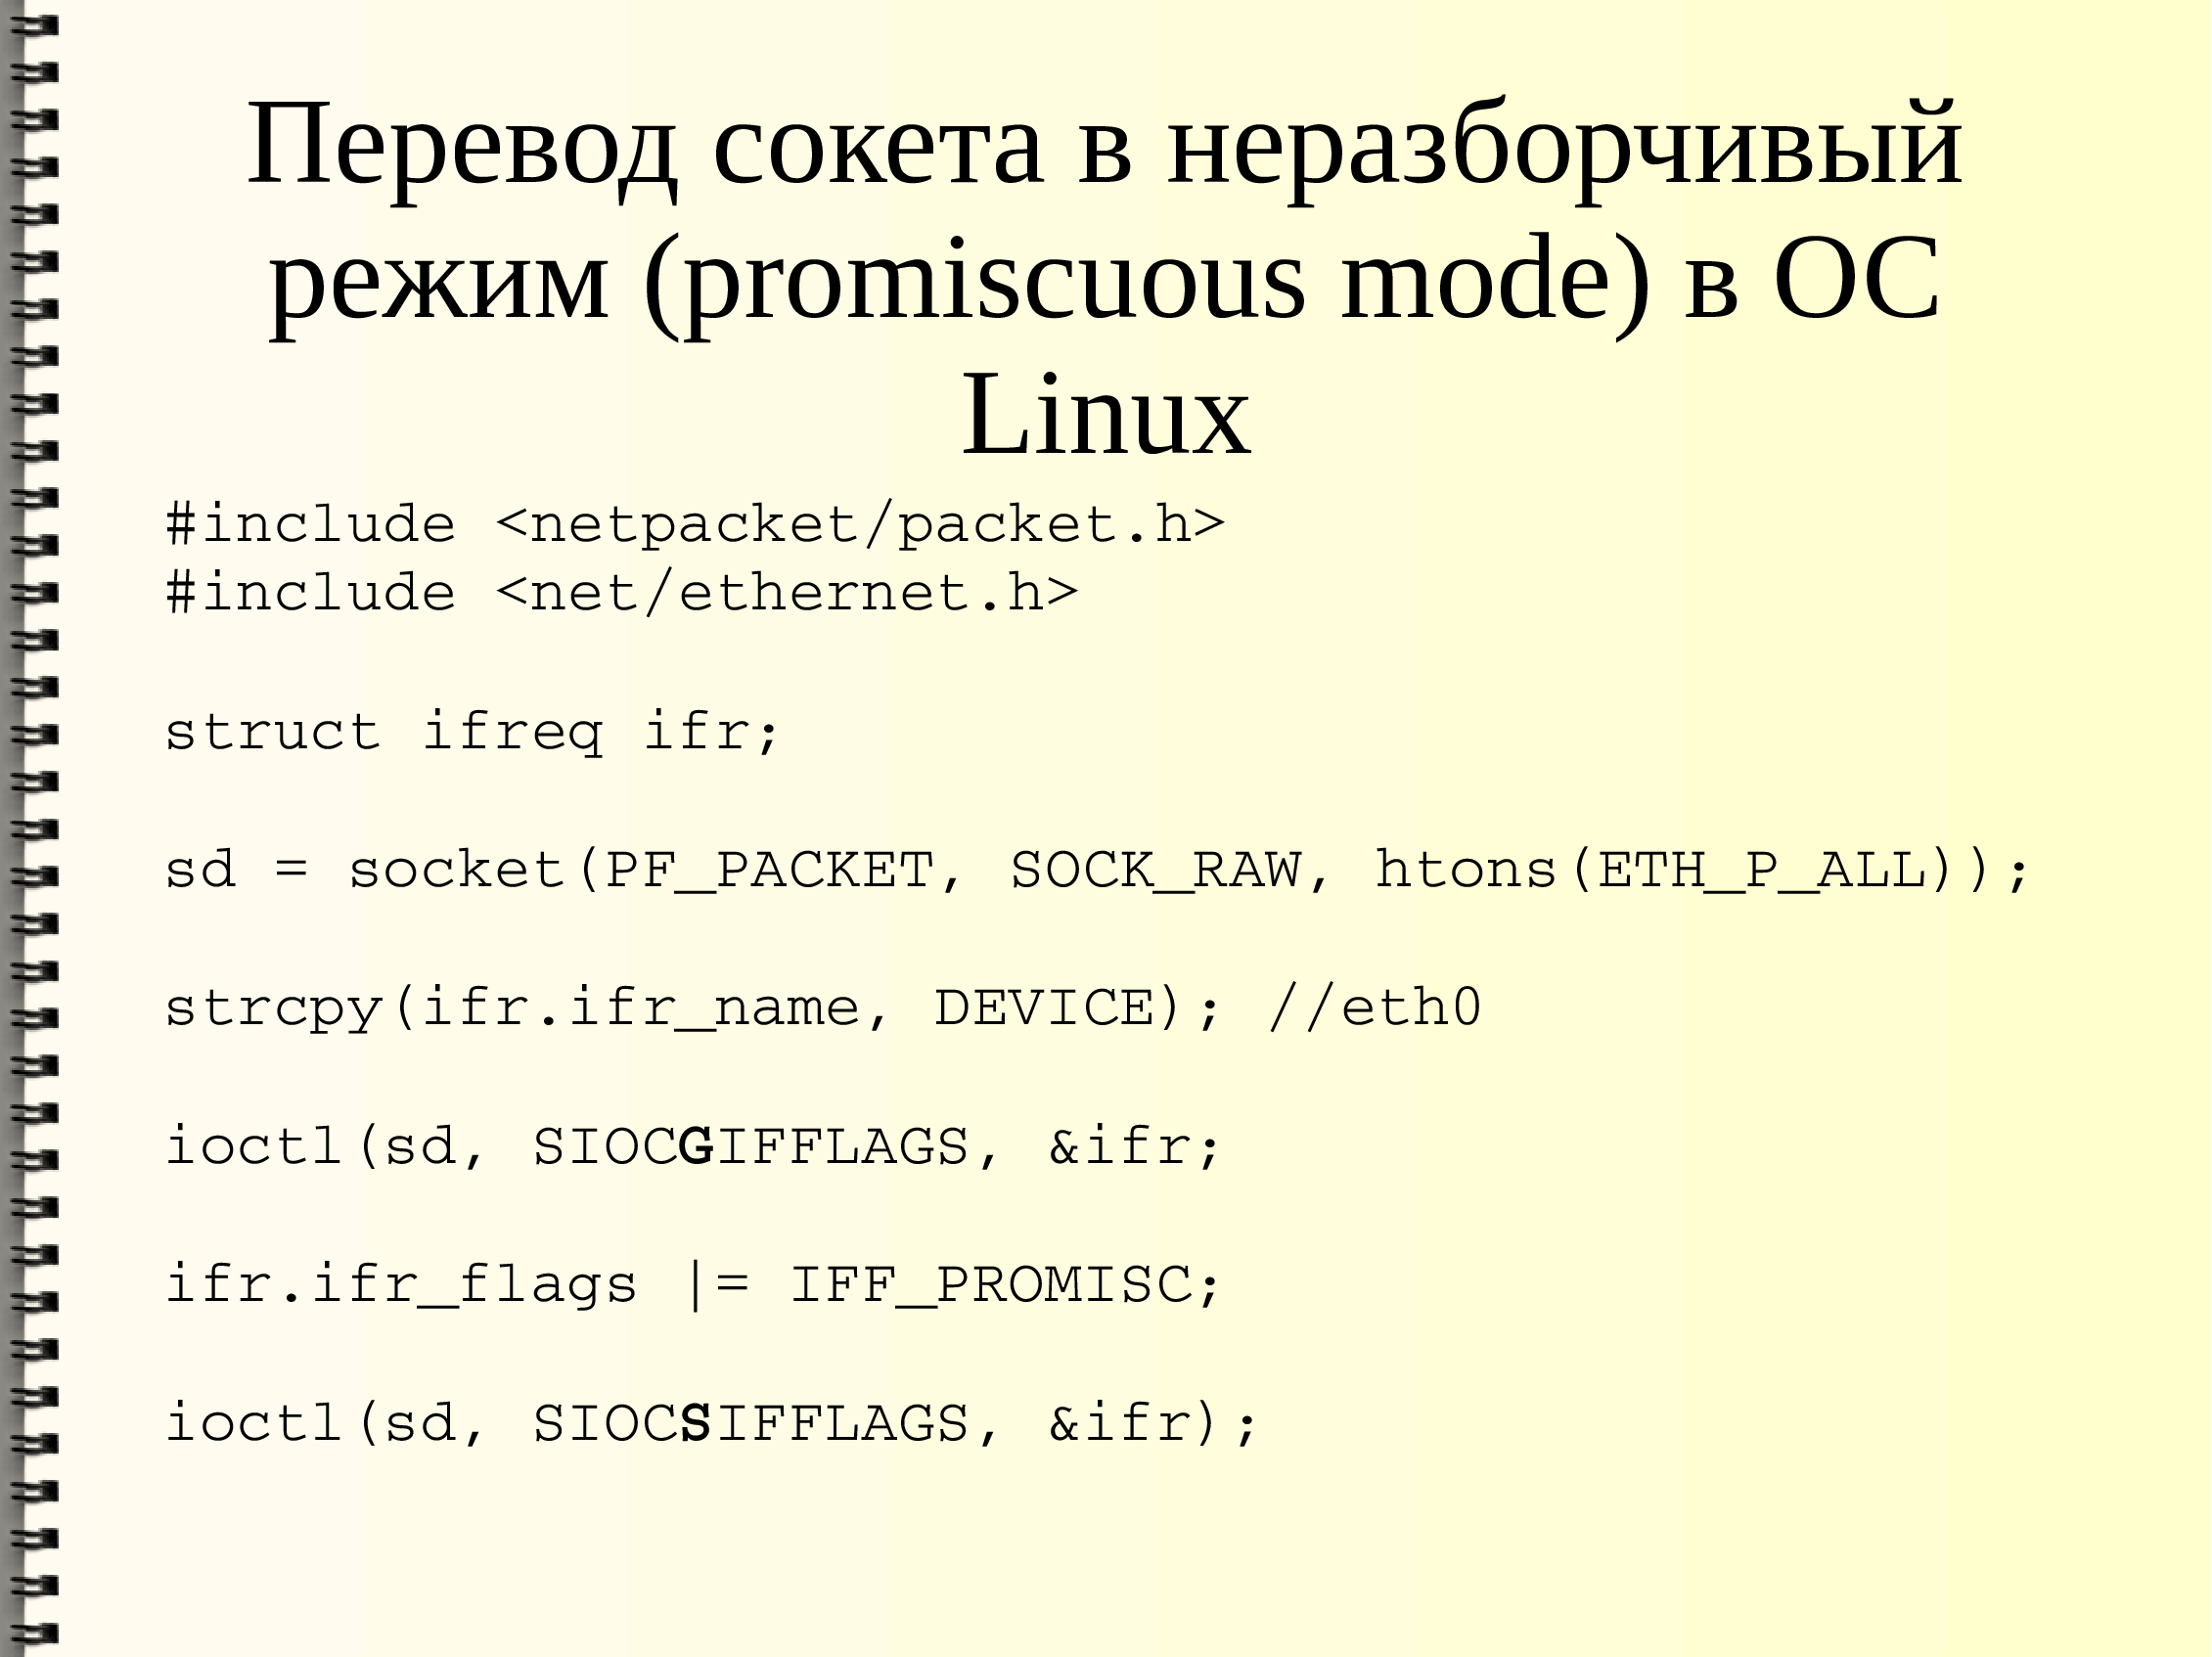 Перевод сокета в неразборчивый
режим (promiscuous mode) в ОС
Linux
#include <netpacket/packet.h>
#include <net/ethernet.h>
struct ifreq ifr;
sd = socket(PF_PACKET, SOCK_RAW, htons(ETH_P_ALL));
strcpy(ifr.ifr_name, DEVICE); //eth0
ioctl(sd, SIOCGIFFLAGS, &ifr;
ifr.ifr_flags |= IFF_PROMISC;
ioctl(sd, SIOCSIFFLAGS, &ifr);